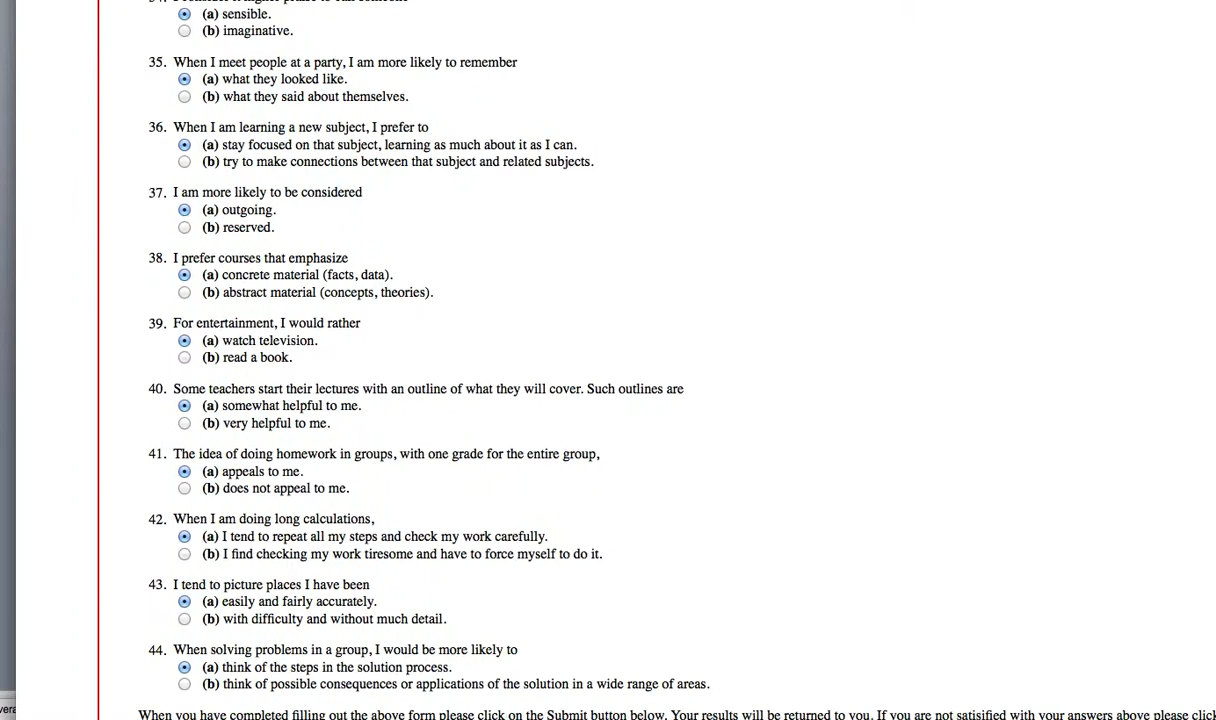 (a) sensible.
(b) imaginative.
35. When I meet people at a party, I am more likely to remember
(a) what they looked like.
(b) what they said about themselves.
36. When I am learning a new subject, I prefer to
(a) stay focused on that subject, learning as much about it as I can.
(b) try to make connections between that subject and related subjects.
37. I am more likely to be considered
(a) outgoing.
(b) reserved.
38. I prefer courses that emphasize
(a) concrete material (facts, data).
(b) abstract material (concepts, theories).
39. For entertainment, I would rather
(a) watch television.
(b) read a book.
40. Some teachers start their lectures with an outline of what they will cover. Such outlines are
(a) somewhat helpful to me.
(b) very helpful to me.
41. The idea of doing homework in groups, with one grade for the entire group,
(a) appeals to me.
(b) does not appeal to me.
42. When I am doing long calculations,
(a) I tend to repeat all my steps and check my work carefully.
(b) I find checking my work tiresome and have to force myself to do it.
43. I tend to picture places I have been
(a) easily and fairly accurately.
(b) with difficulty and without much detail.
44. When solving problems in a group, I would be more likely to
(a) think of the steps in the solution process.
(b) think of possible consequences or applications of the solution in a wide range of areas.
When you have completed filling out the above form please click on the Submit button below. Your results will be returned to you. If you are not satisified with your answers above please click